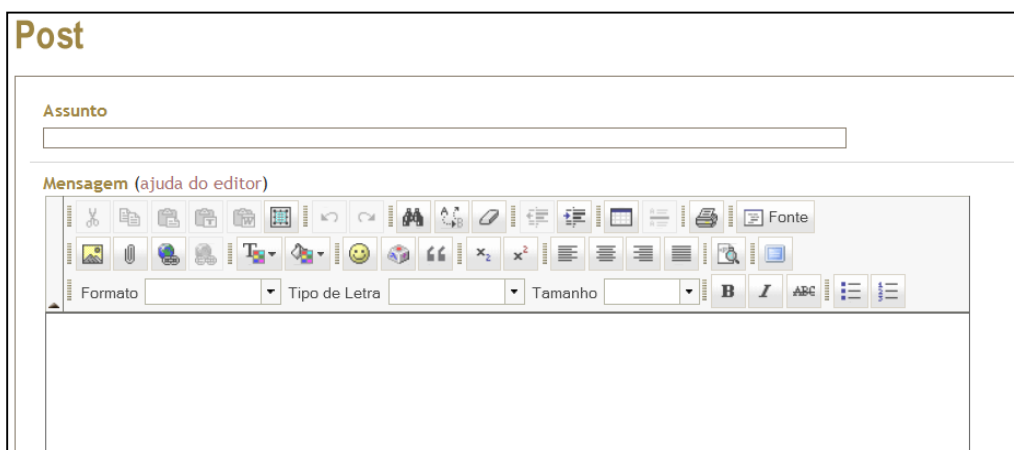 Post
Assunto
Mensagem (ajuda do editor)
Fonte
Formato Tipo de Letra Tamanho B I ABC